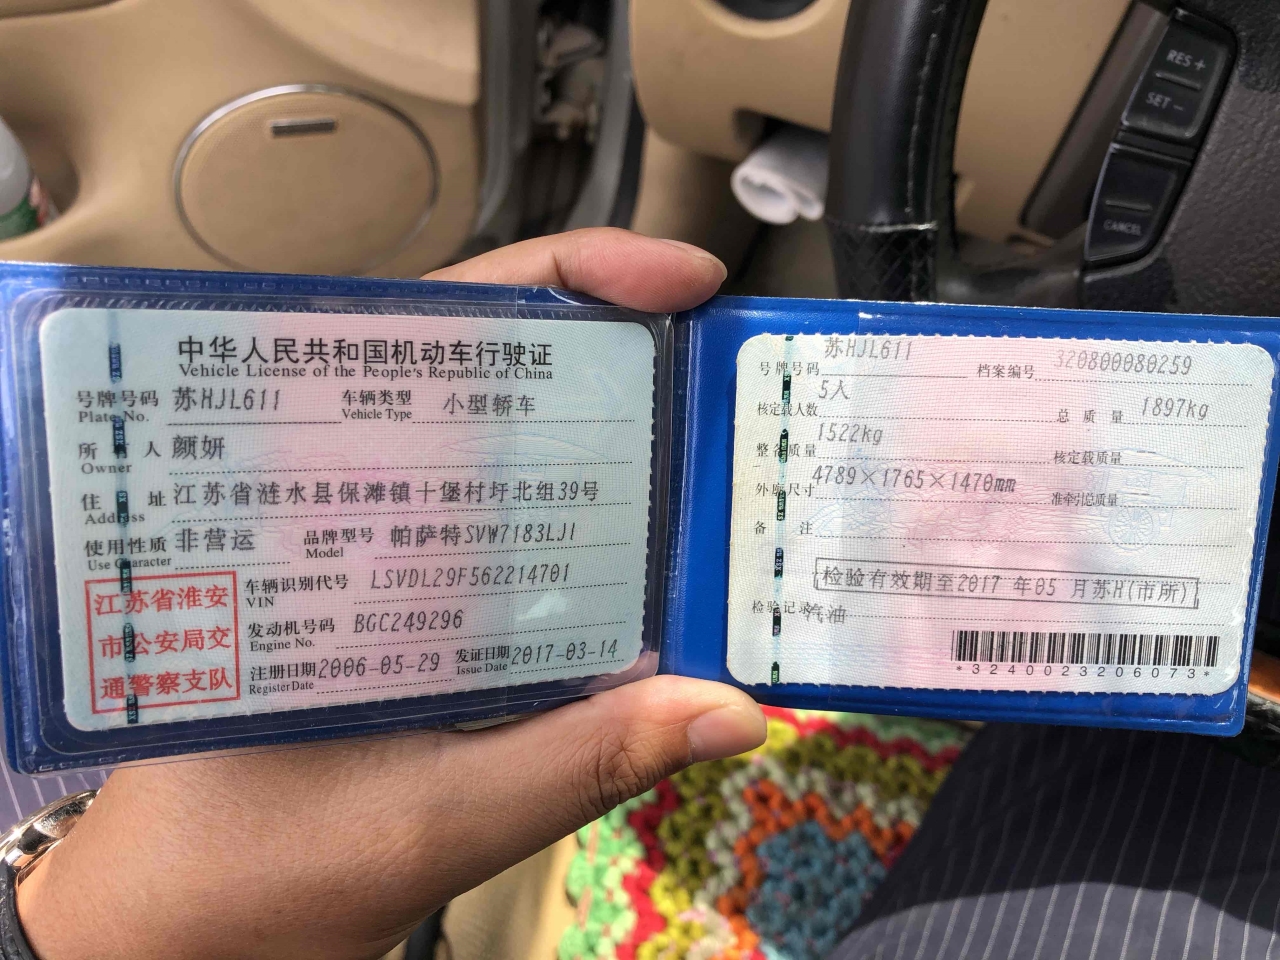 RES +
SET -
CANCEL
中华人民共和国机动车行驶证
Vehicle License of the People's Republic of China
号牌号码 苏HJL611 车辆类型 小型轿车
Plate No. Vehicle Type
所有人 颜妍
Owner
住址 江苏省涟水县保滩镇十堡村圩北组39号
Address
使用性质 非营运 品牌型号 帕萨特SVW7183LJI
Use Character Model
江苏省淮安
市公安局交
通警察支队
车辆识别代号 LSVDL29F562214701
VIN
发动机号码 BGC249296
Engine No.
注册日期 2006-05-29 发证日期 2017-03-14
Register Date Issue Date
号牌号码 苏HJL611 档案编号 320800080259
核定载人数 5人 总质量 1897kg
整备质量 1522kg 核定载质量
外廓尺寸 4789×1765×1470mm 准牵引总质量
备注
检验有效期至2017 年05 月苏H(市所)
检验记录 汽油
*3240023206073*